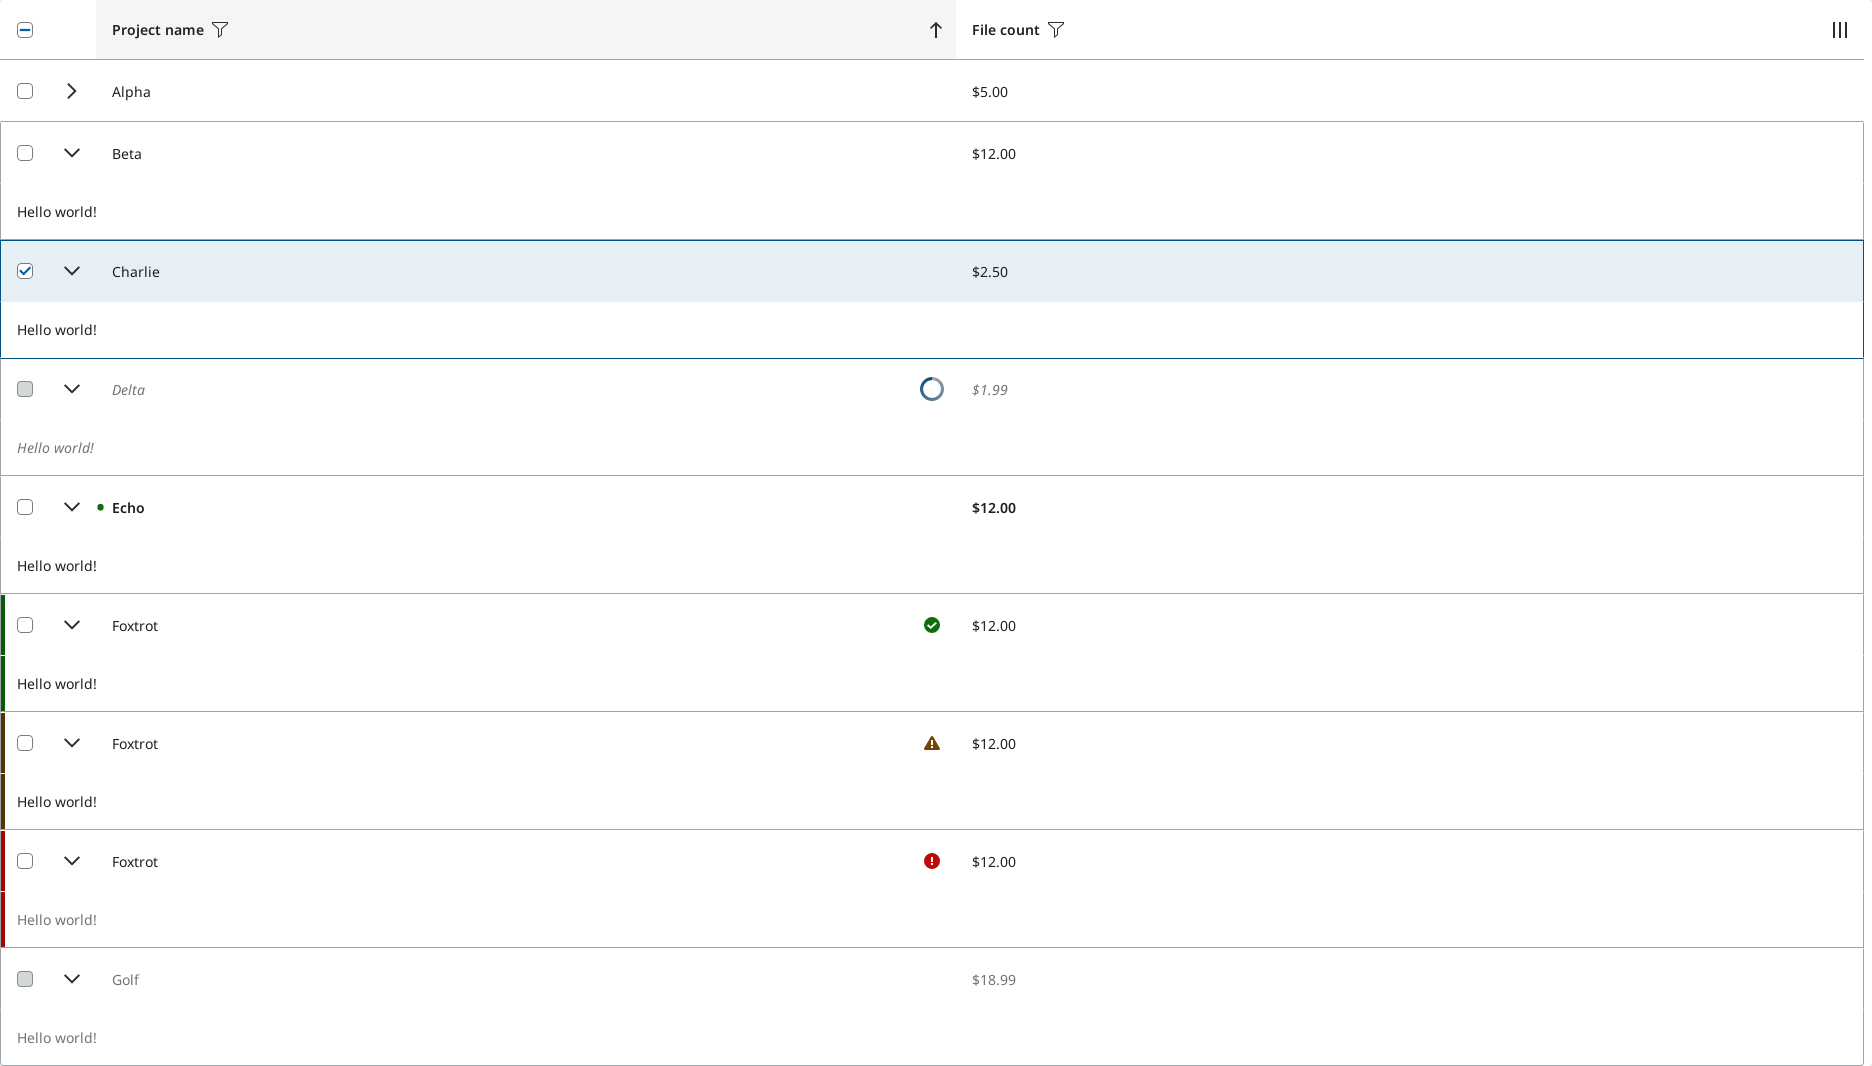 Project name File count
Alpha $5.00
Beta $12.00
Hello world!
Charlie $2.50
Hello world!
Delta $1.99
Hello world!
Echo $12.00
Hello world!
Foxtrot $12.00
Hello world!
Foxtrot $12.00
Hello world!
Foxtrot $12.00
Hello world!
Golf $18.99
Hello world!